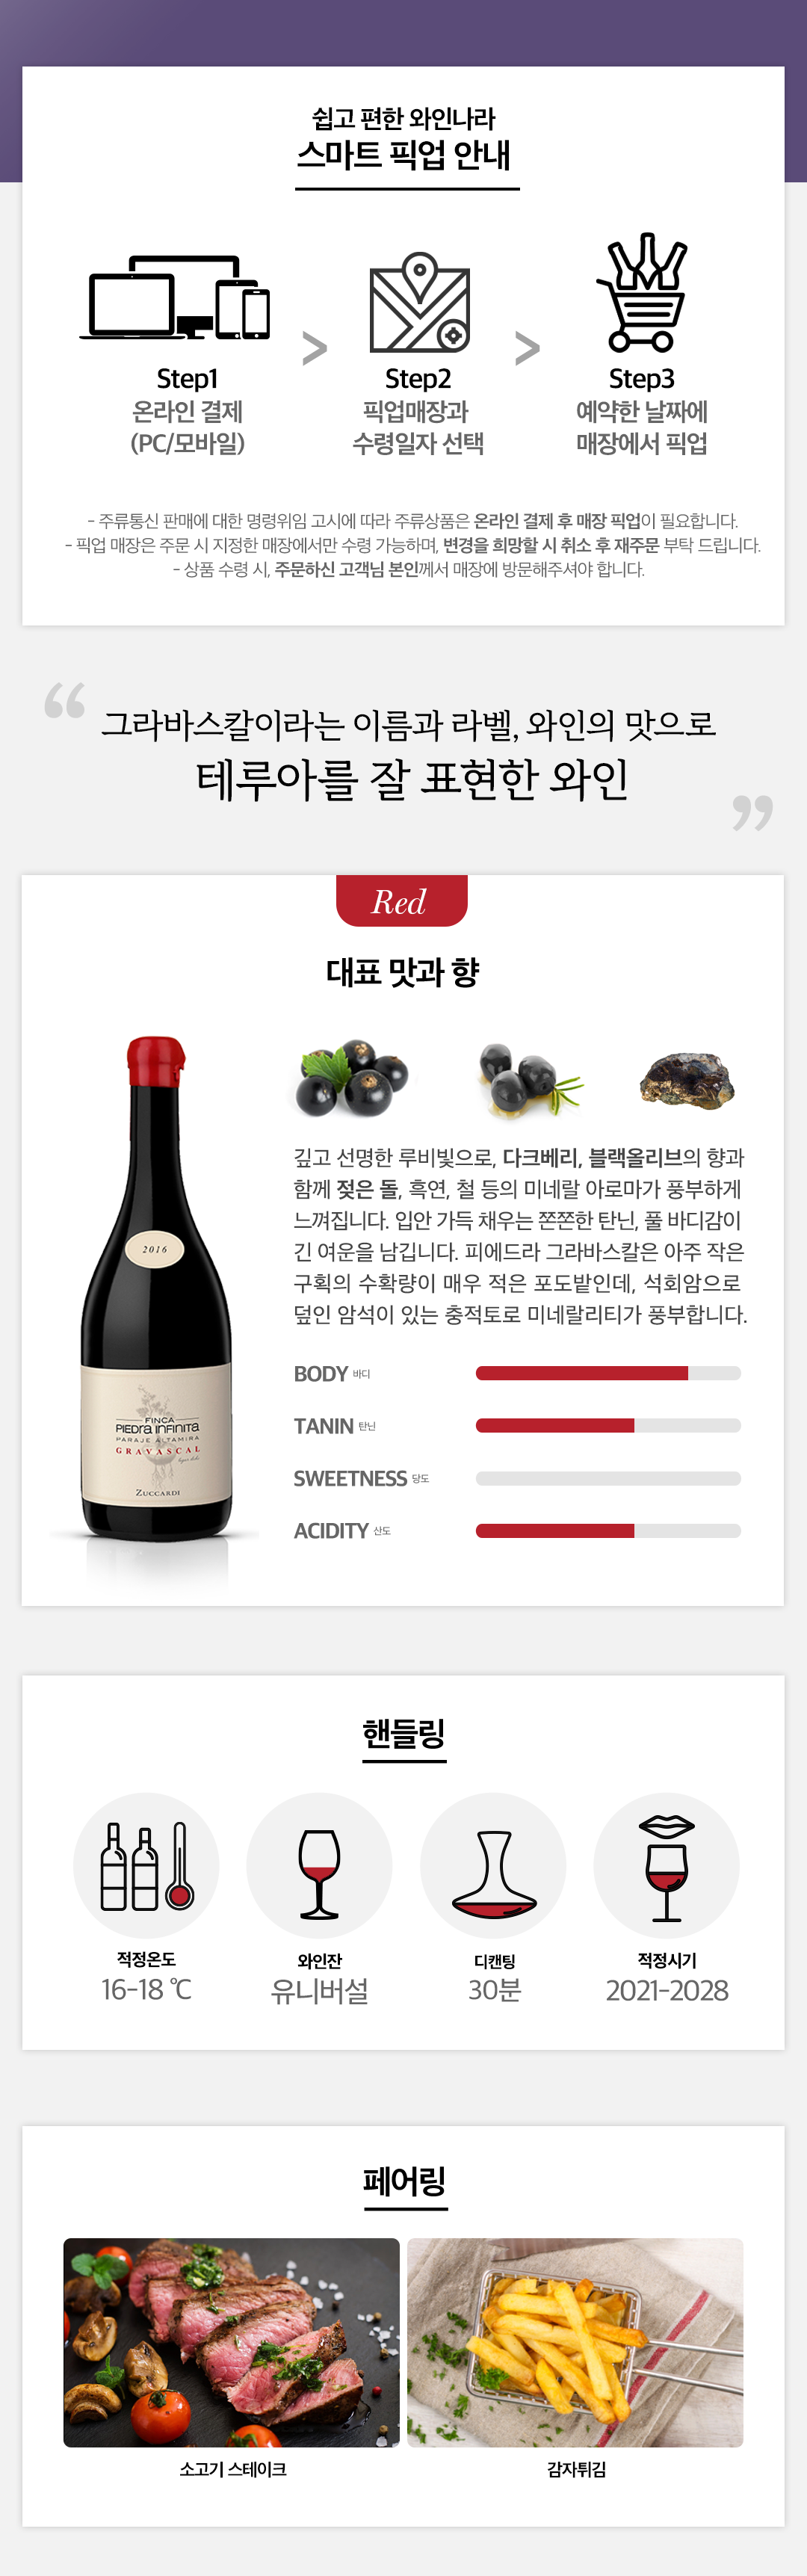 쉽고 편한 와인나라
스마트 픽업 안내
Step1
온라인 결제
(PC/모바일)
>
Step2
픽업매장과
수령일자 선택
>
Step3
예약한 날짜에
매장에서 픽업
- 주류통신 판매에 대한 명령위임 고시에 따라 주류상품은 온라인 결제 후 매장 픽업이 필요합니다.
- 픽업 매장은 주문 시 지정한 매장에서만 수령 가능하며, 변경을 희망할 시 취소 후 재주문 부탁 드립니다.
- 상품 수령 시, 주문하신 고객님 본인께서 매장에 방문해주셔야 합니다.
“ 그라바스칼이라는 이름과 라벨, 와인의 맛으로
테루아를 잘 표현한 와인 ”
Red
대표 맛과 향
깊고 선명한 루비빛으로, 다크베리, 블랙올리브의 향과
함께 젖은 돌, 흑연, 철 등의 미네랄 아로마가 풍부하게
느껴집니다. 입안 가득 채우는 쫀쫀한 탄닌, 풀 바디감이
긴 여운을 남깁니다. 피에드라 그라바스칼은 아주 작은
구획의 수확량이 매우 적은 포도밭인데, 석회암으로
덮인 암석이 있는 충적토로 미네랄리티가 풍부합니다.
2016
FINCA
PIEDRA INFINITA
PARAJE ALTAMIRA
GRAVASCAL
ZUCCARDI
BODY 바디
TANIN 탄닌
SWEETNESS 당도
ACIDITY 산도
핸들링
적정온도
16-18 ℃
와인잔
유니버설
디캔팅
30분
적정시기
2021-2028
페어링
소고기 스테이크
감자튀김